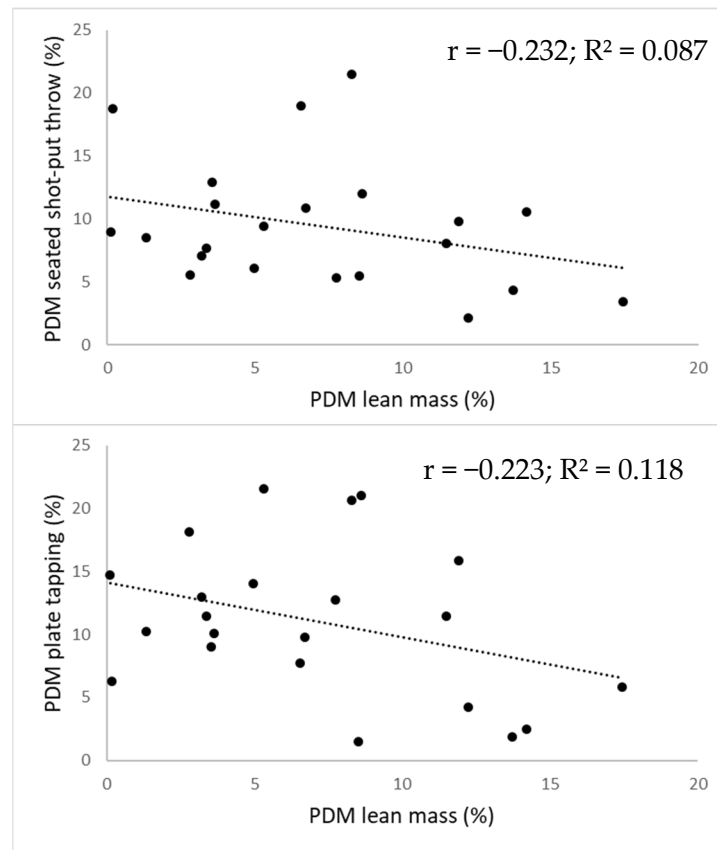 r = −0.232; R² = 0.087
PDM seated shot-put throw (%)
25
20
15
10
5
0
0 5 10 15 20
PDM lean mass (%)
r = −0.223; R² = 0.118
PDM plate tapping (%)
25
20
15
10
5
0
0 5 10 15 20
PDM lean mass (%)